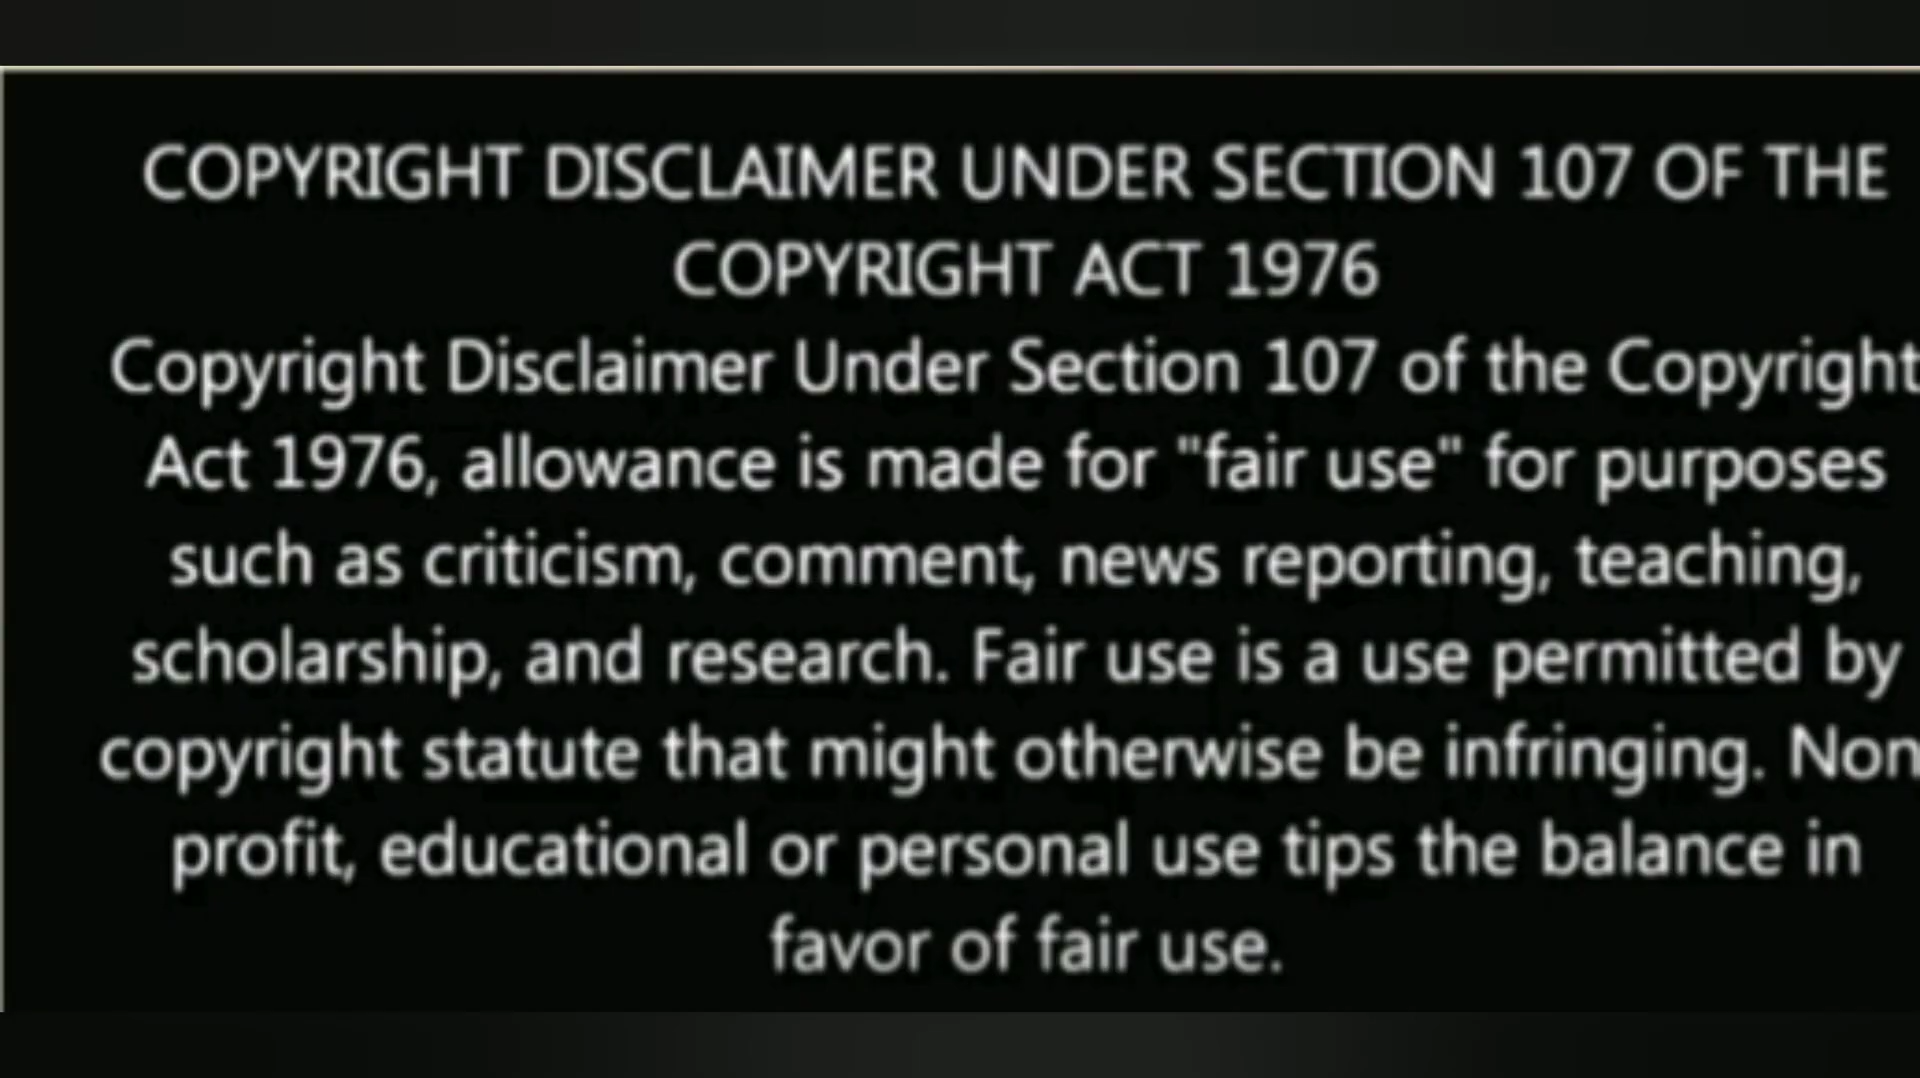 COPYRIGHT DISCLAIMER UNDER SECTION 107 OF THE
COPYRIGHT ACT 1976
Copyright Disclaimer Under Section 107 of the Copyright
Act 1976, allowance is made for "fair use" for purposes
such as criticism, comment, news reporting, teaching,
scholarship, and research. Fair use is a use permitted by
copyright statute that might otherwise be infringing. Non
profit, educational or personal use tips the balance in
favor of fair use.